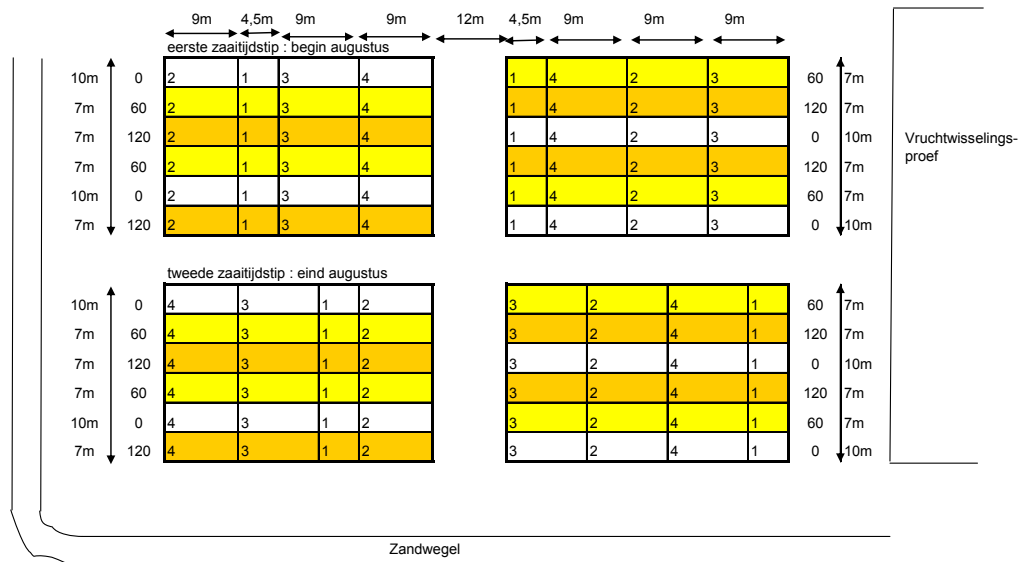 9m 4,5m 9m 9m 12m 4,5m 9m 9m 9m
eerste zaaitijdstip : begin augustus
10m 0 2 1 3 4 1 4 2 3 60 7m
7m 60 2 1 3 4 1 4 2 3 120 7m
7m 120 2 1 3 4 1 4 2 3 0 10m
7m 60 2 1 3 4 1 4 2 3 120 7m
10m 0 2 1 3 4 1 4 2 3 60 7m
7m 120 2 1 3 4 1 4 2 3 0 10m
Vruchtwisselings-
proef
tweede zaaitijdstip : eind augustus
10m 0 4 3 1 2 3 2 4 1 60 7m
7m 60 4 3 1 2 3 2 4 1 120 7m
7m 120 4 3 1 2 3 2 4 1 0 10m
7m 60 4 3 1 2 3 2 4 1 120 7m
10m 0 4 3 1 2 3 2 4 1 60 7m
7m 120 4 3 1 2 3 2 4 1 0 10m
Zandwegel